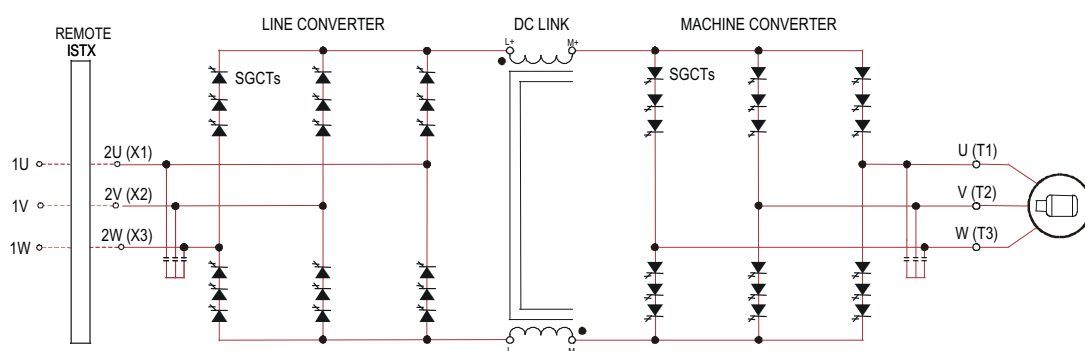 LINE CONVERTER
DC LINK
MACHINE CONVERTER
REMOTE
ISTX
L+
M+
SGCTs
SGCTs
1U
2U (X1)
U (T1)
1V
2V (X2)
V (T2)
1W
2W (X3)
W (T3)